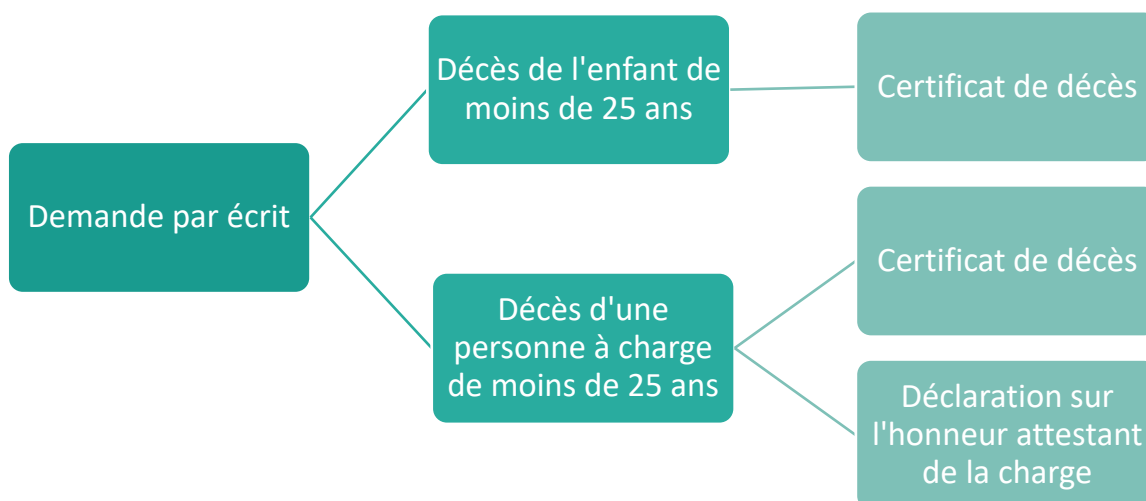 Demande par écrit
Décès de l'enfant de
moins de 25 ans
Certificat de décès
Décès d'une
personne à charge
de moins de 25 ans
Certificat de décès
Déclaration sur
l'honneur attestant
de la charge